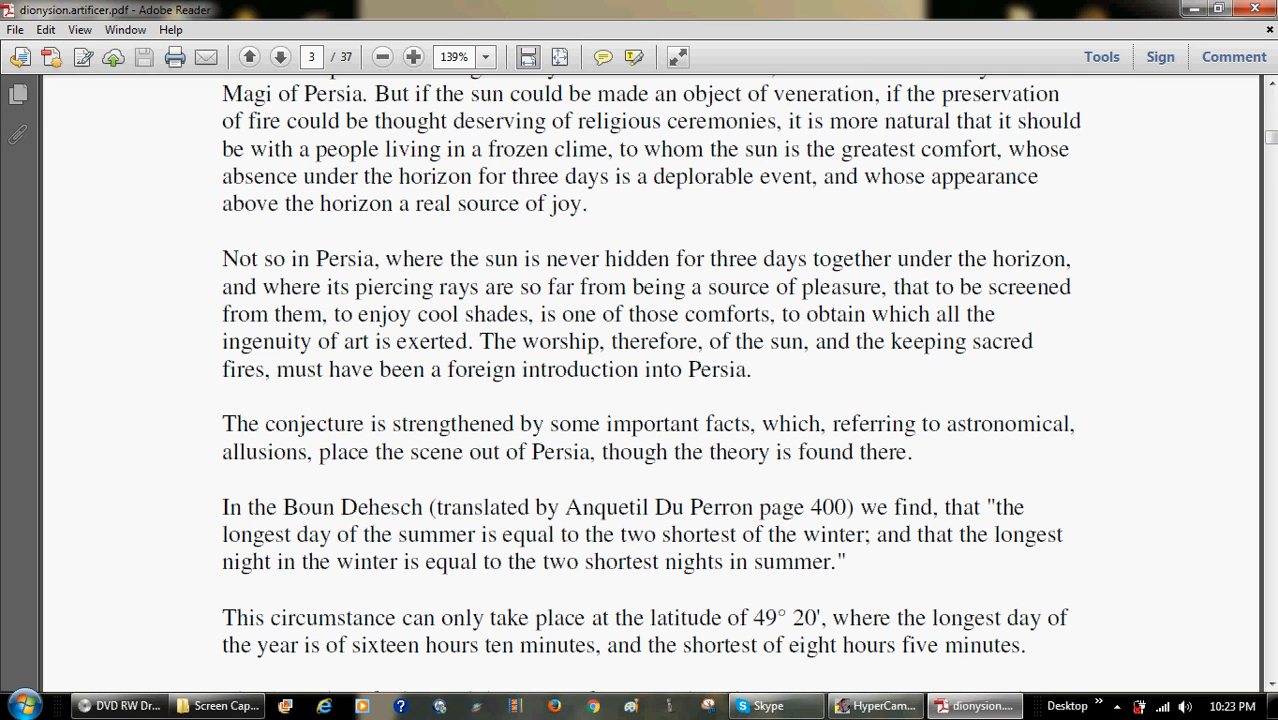 dionysion.artificer.pdf - Adobe Reader
File Edit View Window Help
3 / 37 139% Tools Sign Comment
Magi of Persia. But if the sun could be made an object of veneration, if the preservation
of fire could be thought deserving of religious ceremonies, it is more natural that it should
be with a people living in a frozen clime, to whom the sun is the greatest comfort, whose
absence under the horizon for three days is a deplorable event, and whose appearance
above the horizon a real source of joy.
Not so in Persia, where the sun is never hidden for three days together under the horizon,
and where its piercing rays are so far from being a source of pleasure, that to be screened
from them, to enjoy cool shades, is one of those comforts, to obtain which all the
ingenuity of art is exerted. The worship, therefore, of the sun, and the keeping sacred
fires, must have been a foreign introduction into Persia.
The conjecture is strengthened by some important facts, which, referring to astronomical,
allusions, place the scene out of Persia, though the theory is found there.
In the Boun Dehesch (translated by Anquetil Du Perron page 400) we find, that "the
longest day of the summer is equal to the two shortest of the winter; and that the longest
night in the winter is equal to the two shortest nights in summer."
This circumstance can only take place at the latitude of 49° 20', where the longest day of
the year is of sixteen hours ten minutes, and the shortest of eight hours five minutes.
DVD RW Dr... Screen Cap... Skype HyperCam... dionysion.... Desktop 10:23 PM